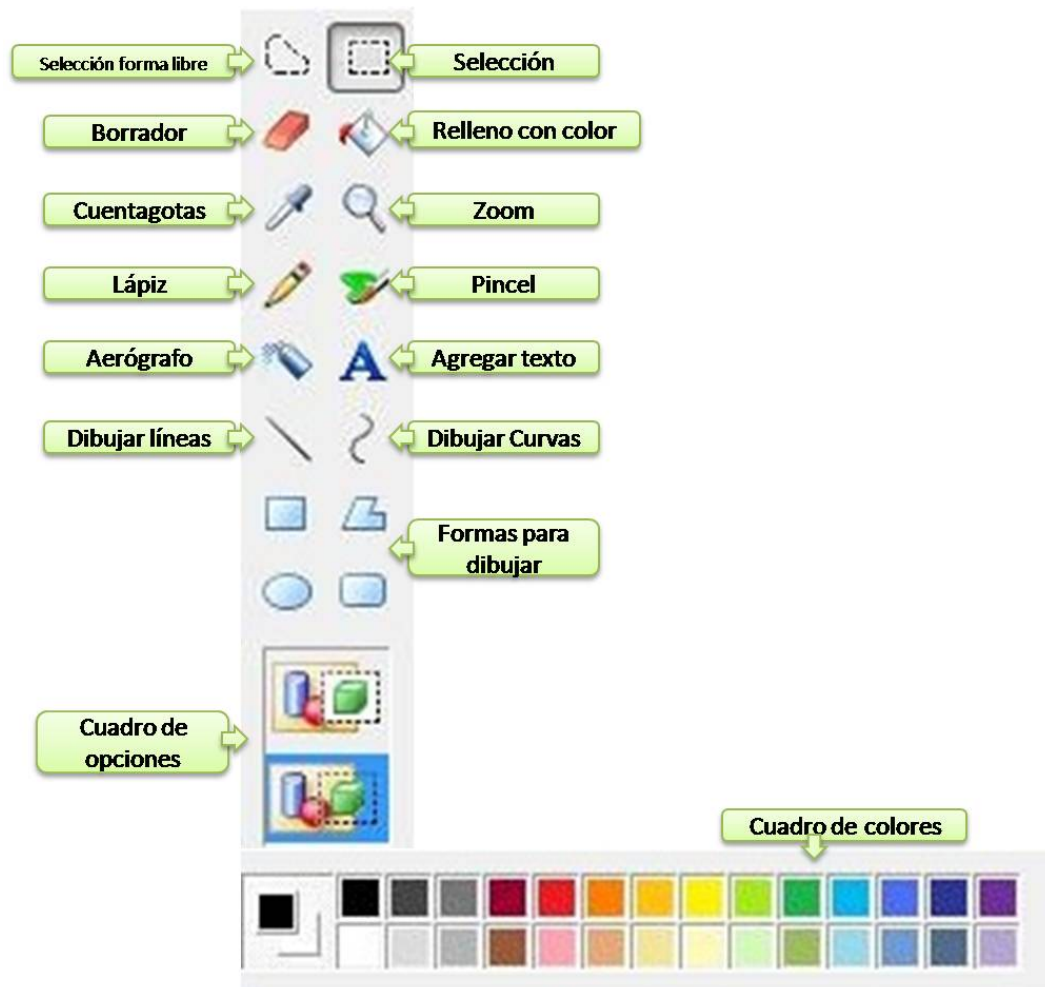 Selección forma libre
Selección
Borrador
Relleno con color
Cuentagotas
Zoom
Lápiz
Pincel
Aerógrafo
Agregar texto
Dibujar líneas
Dibujar Curvas
Formas para
dibujar
Cuadro de
opciones
Cuadro de colores